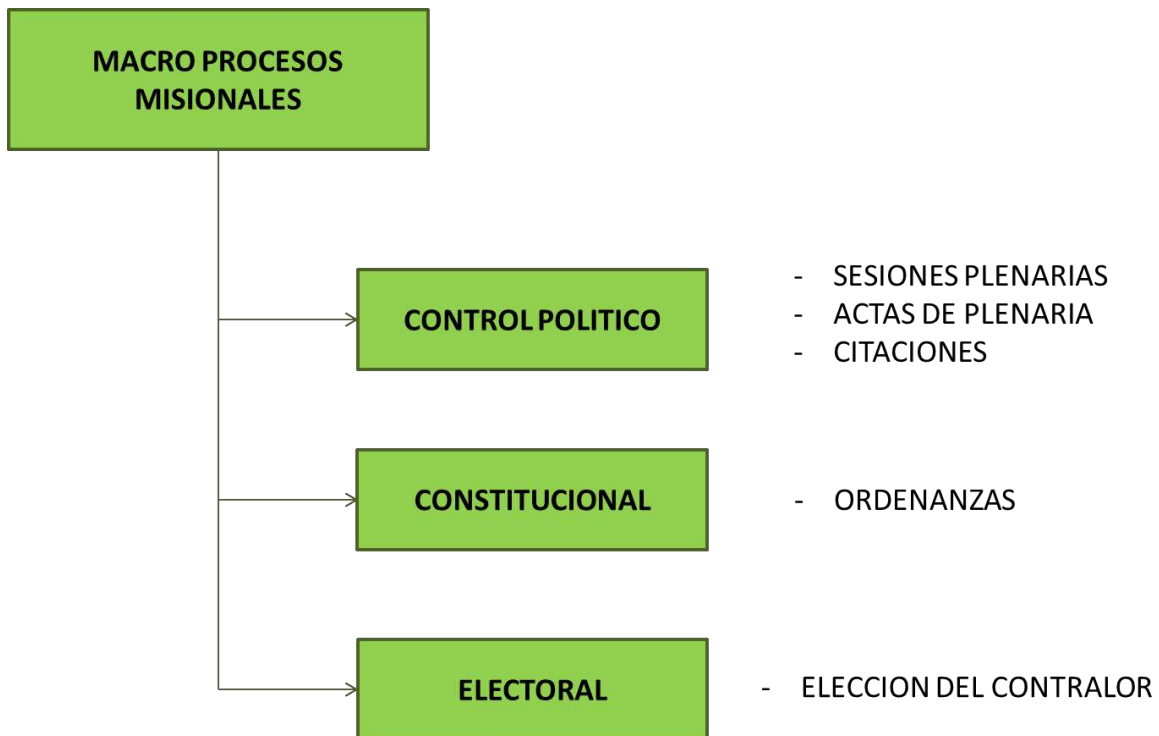 MACRO PROCESOS
MISIONALES
CONTROL POLITICO
- SESIONES PLENARIAS
- ACTAS DE PLENARIA
- CITACIONES
CONSTITUCIONAL
- ORDENANZAS
ELECTORAL
- ELECCION DEL CONTRALOR